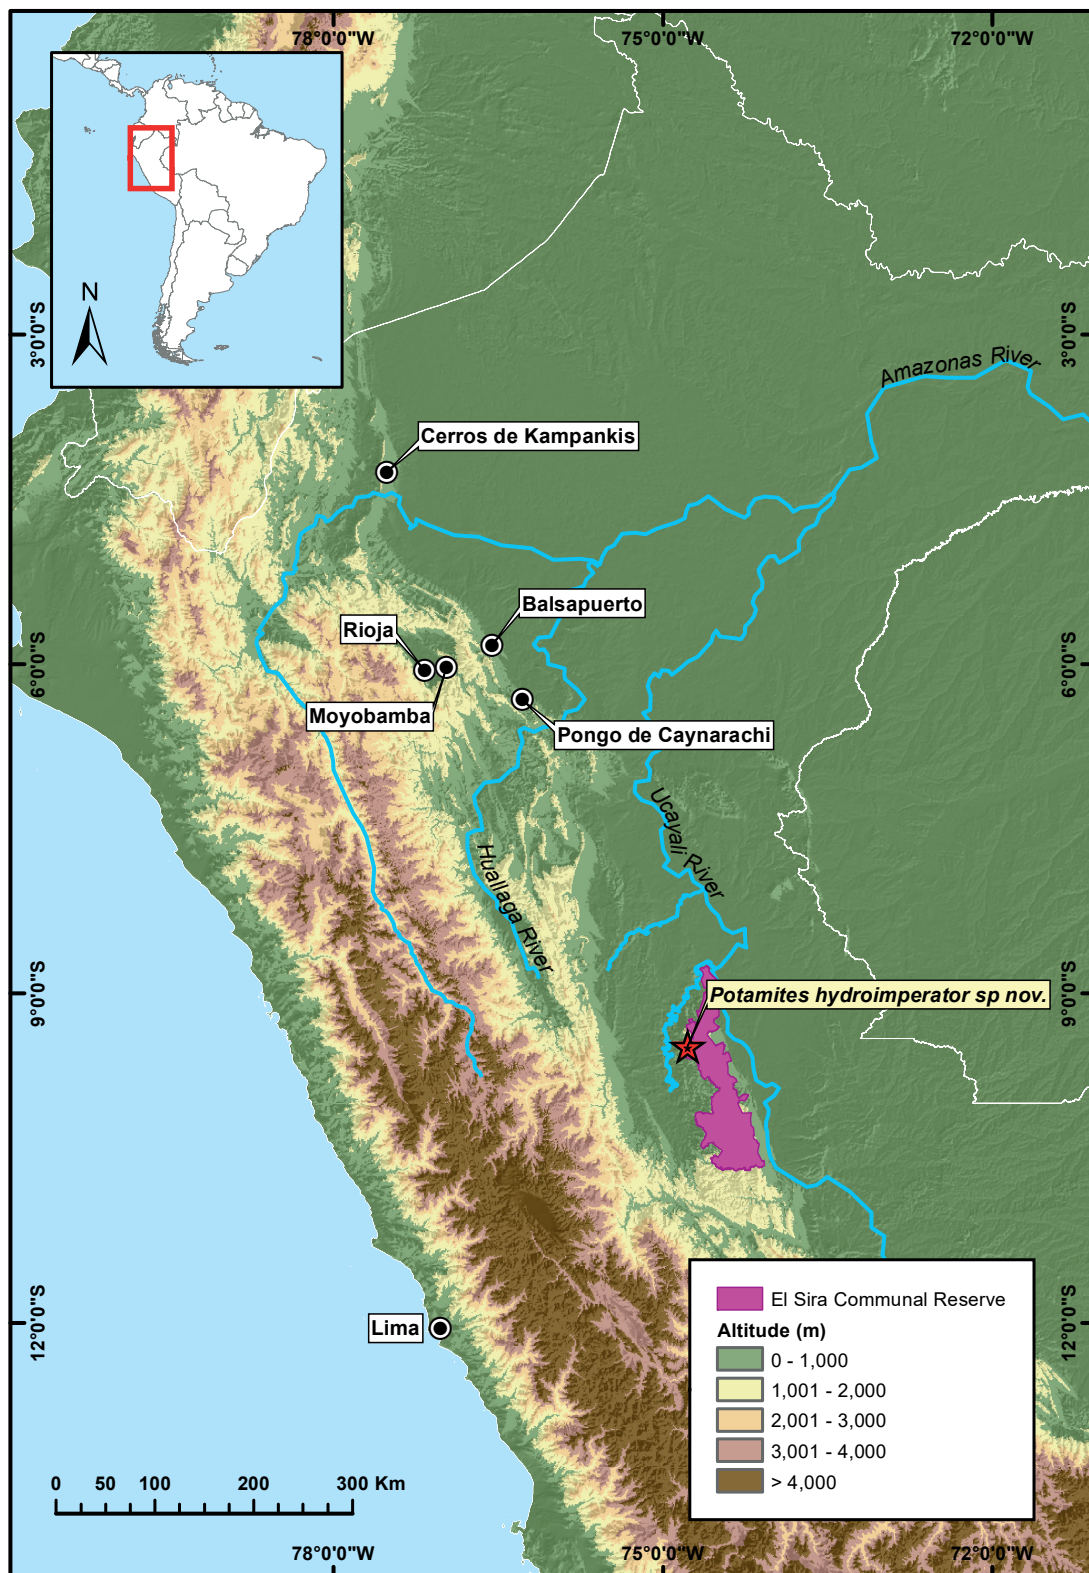 78°0'0"W
75°0'0"W
72°0'0"W
N
3°0'0"S
3°0'0"S
Amazonas River
Cerros de Kampankis
Balsapuerto
Rioja
6°0'0"S
6°0'0"S
Moyobamba
Pongo de Caynarachi
Ucayali River
Huallaga River
9°0'0"S
9°0'0"S
Potamites hydroimperator sp nov.
El Sira Communal Reserve
Lima
12°0'0"S
12°0'0"S
Altitude (m)
0 - 1,000
1,001 - 2,000
2,001 - 3,000
3,001 - 4,000
> 4,000
0 50 100 200 300 Km
78°0'0"W
75°0'0"W
72°0'0"W